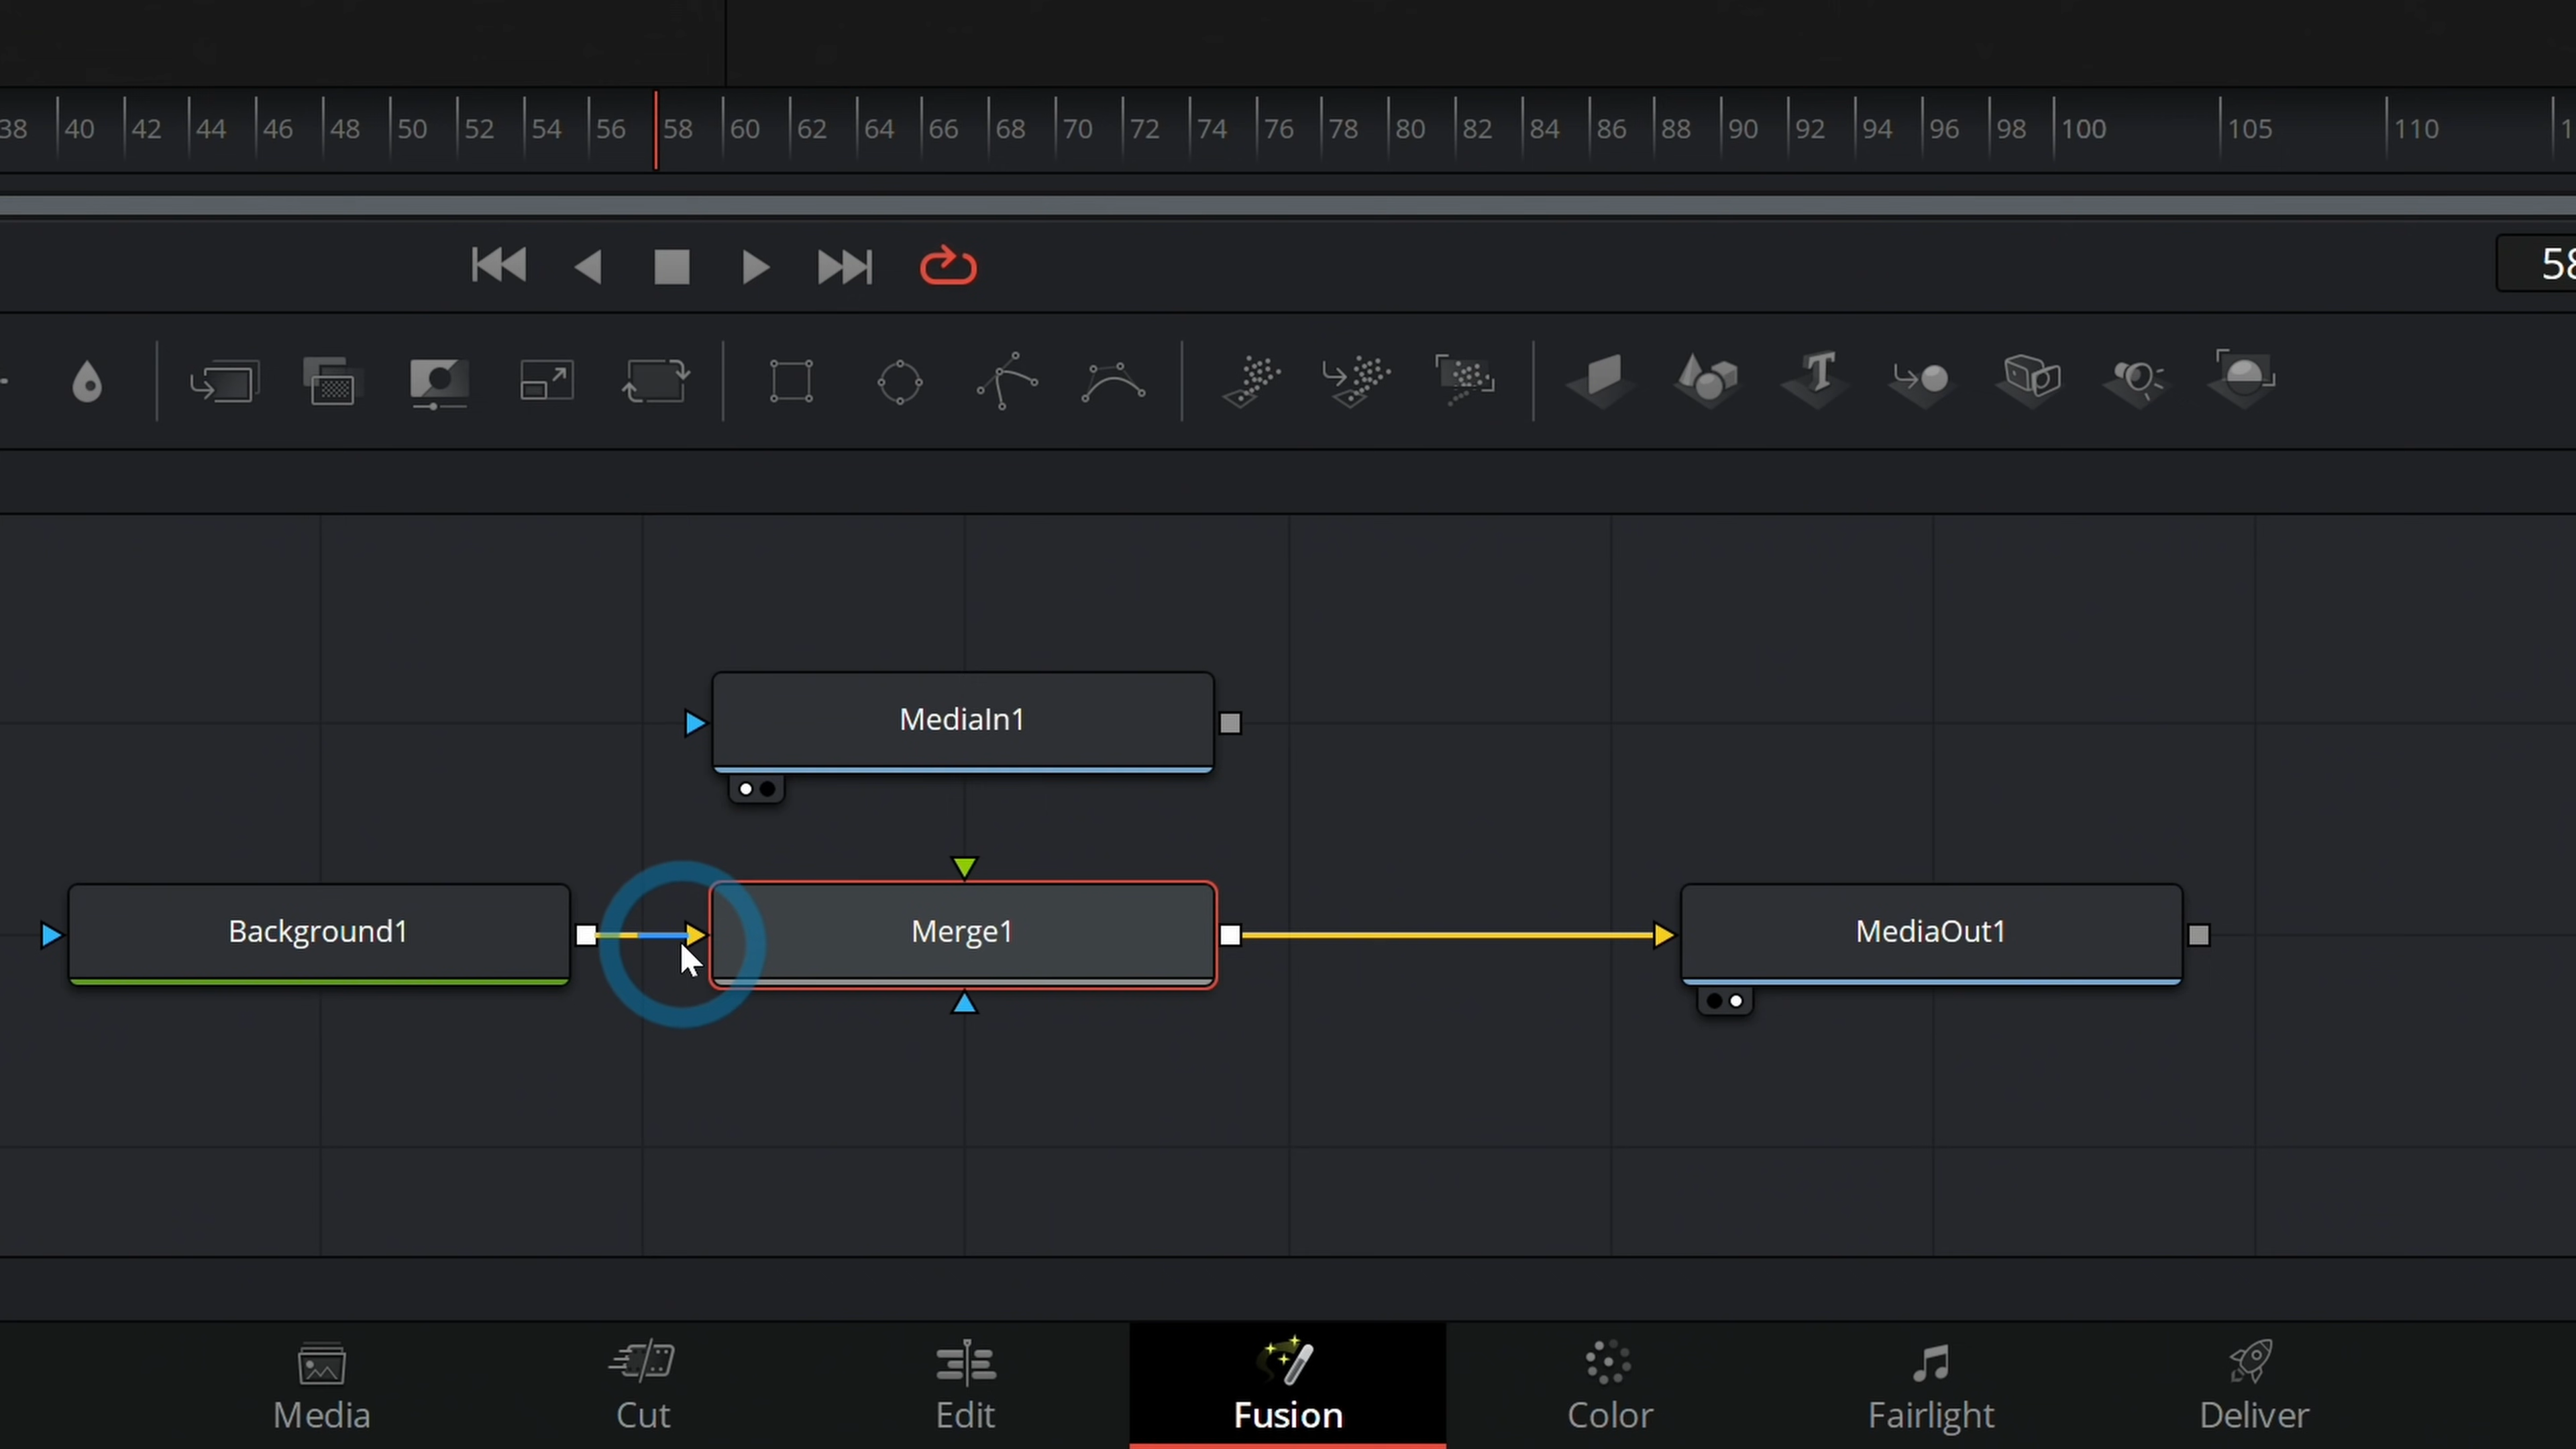 38 40 42 44 46 48 50 52 54 56 58 60 62 64 66 68 70 72 74 76 78 80 82 84 86 88 90 92 94 96 98 100 105 110 1
58
T
MediaIn1
Background1 Merge1 MediaOut1
Media Cut Edit Fusion Color Fairlight Deliver